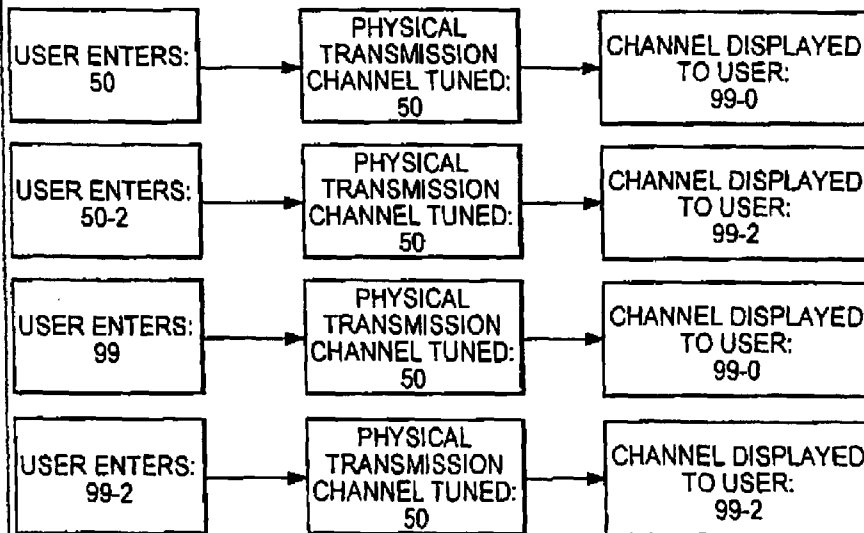 USER ENTERS:
50
PHYSICAL
TRANSMISSION
CHANNEL TUNED:
50
CHANNEL DISPLAYED
TO USER:
99-0
USER ENTERS:
50-2
PHYSICAL
TRANSMISSION
CHANNEL TUNED:
50
CHANNEL DISPLAYED
TO USER:
99-2
USER ENTERS:
99
PHYSICAL
TRANSMISSION
CHANNEL TUNED:
50
CHANNEL DISPLAYED
TO USER:
99-0
USER ENTERS:
99-2
PHYSICAL
TRANSMISSION
CHANNEL TUNED:
50
CHANNEL DISPLAYED
TO USER:
99-2